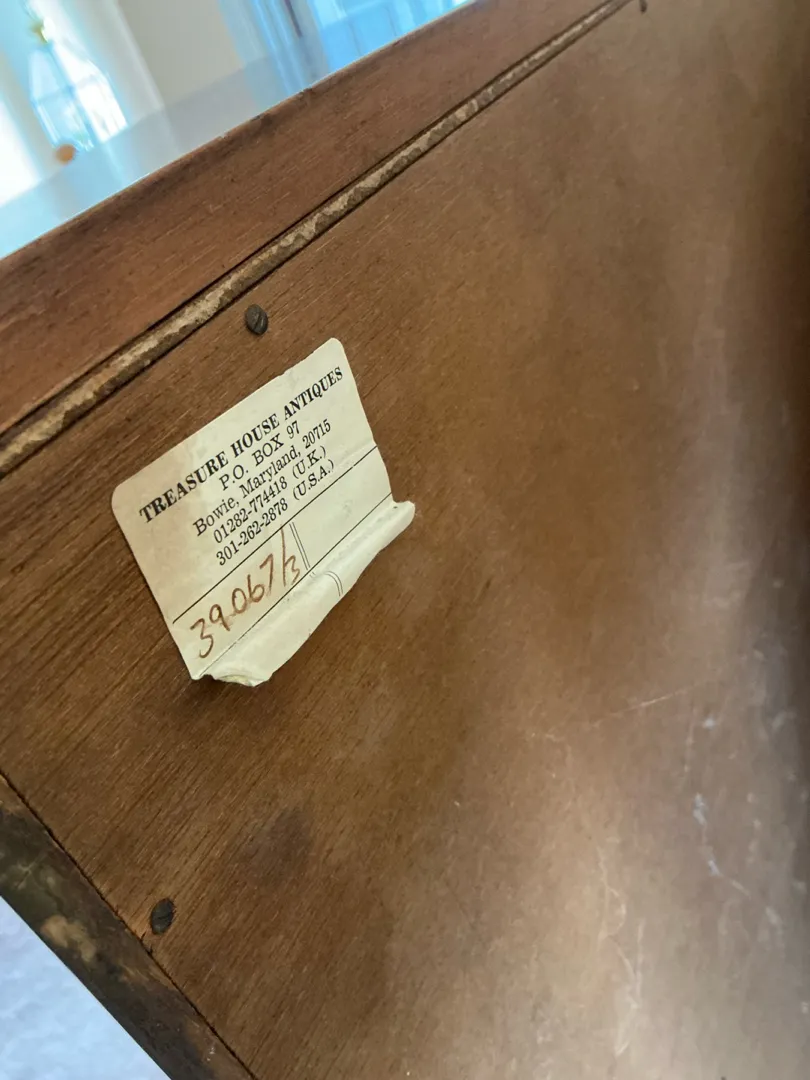 TREASURE HOUSE ANTIQUES
P.O. BOX 97
Bowie, Maryland, 20715
01282-774418 (U.K.)
301-262-2878 (U.S.A.)
39067/3